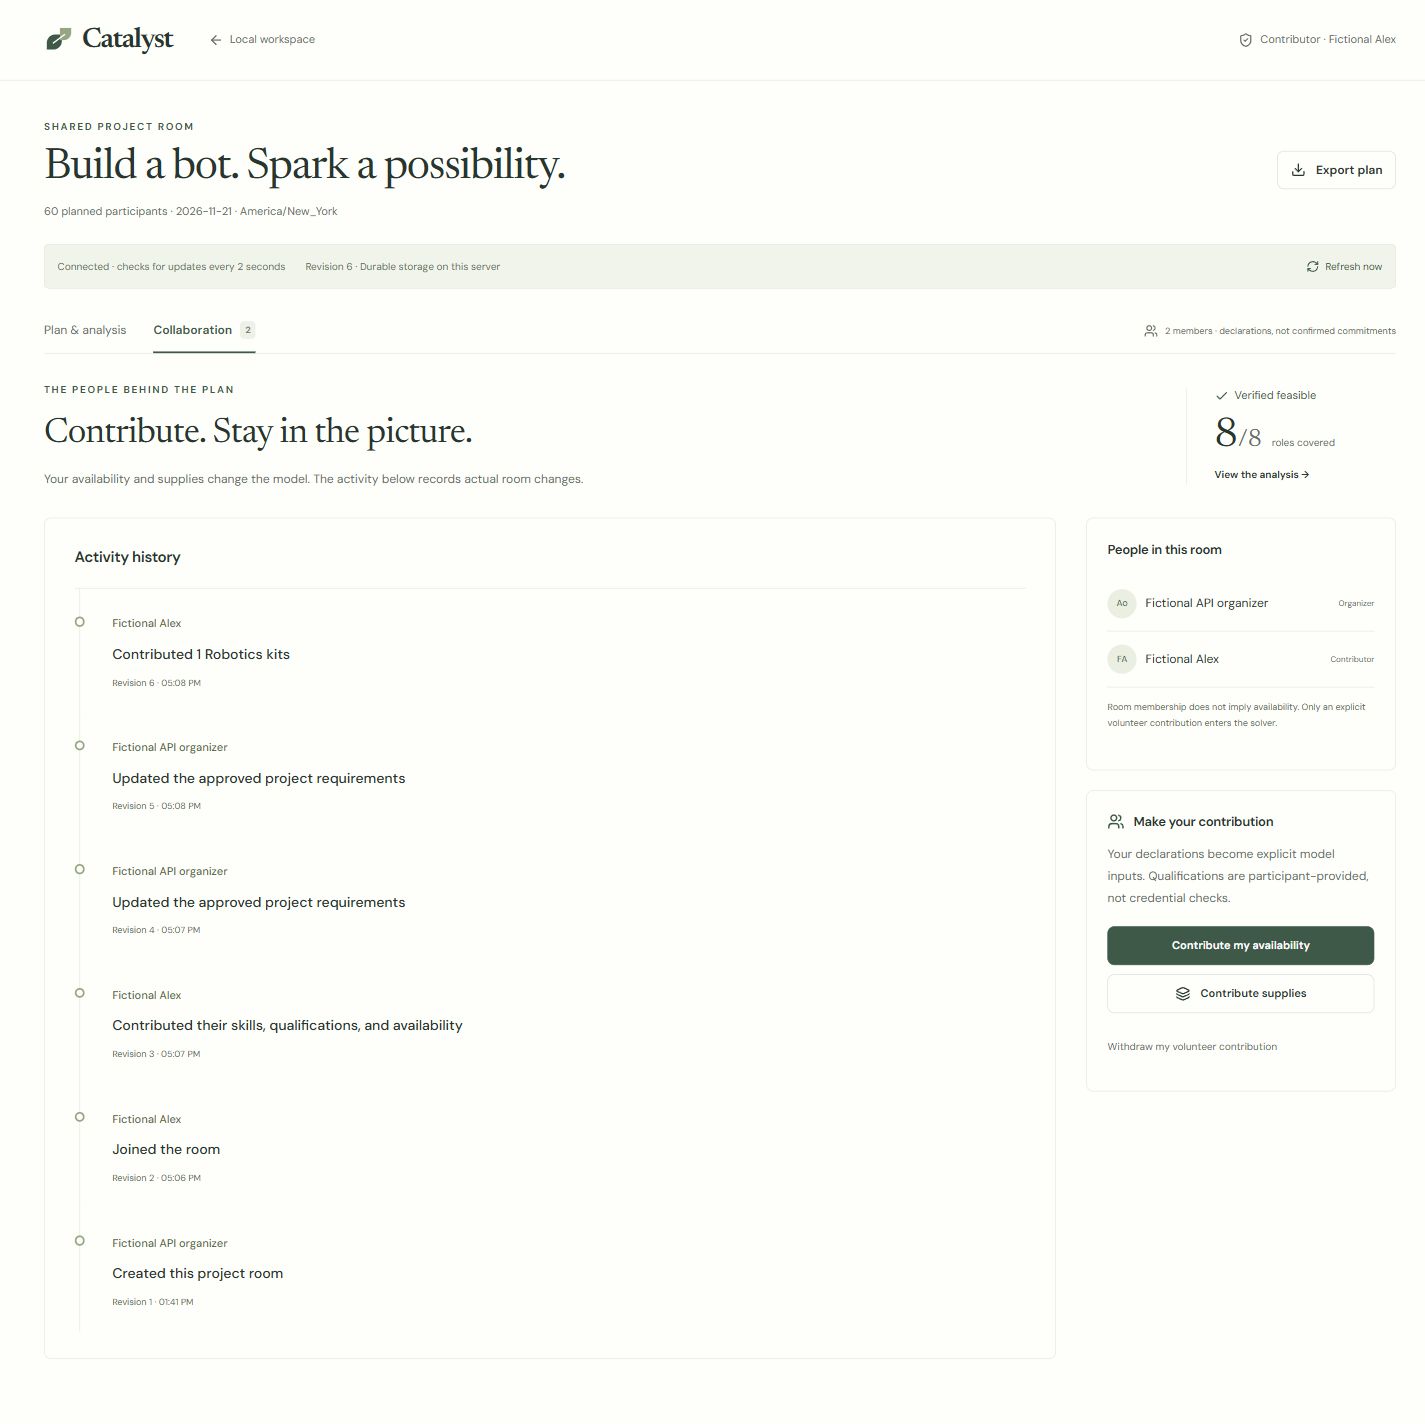 Catalyst
← Local workspace
Contributor · Fictional Alex
SHARED PROJECT ROOM
Build a bot. Spark a possibility.
Export plan
60 planned participants · 2026-11-21 · America/New_York
Connected · checks for updates every 2 seconds
Revision 6 · Durable storage on this server
Refresh now
Plan & analysis
Collaboration 2
2 members · declarations, not confirmed commitments
THE PEOPLE BEHIND THE PLAN
Contribute. Stay in the picture.
Your availability and supplies change the model. The activity below records actual room changes.
Verified feasible
8/8 roles covered
View the analysis →
Activity history
Fictional Alex
Contributed 1 Robotics kits
Revision 6 · 05:08 PM
Fictional API organizer
Updated the approved project requirements
Revision 5 · 05:08 PM
Fictional API organizer
Updated the approved project requirements
Revision 4 · 05:07 PM
Fictional Alex
Contributed their skills, qualifications, and availability
Revision 3 · 05:07 PM
Fictional Alex
Joined the room
Revision 2 · 05:06 PM
Fictional API organizer
Created this project room
Revision 1 · 01:41 PM
People in this room
Ao Fictional API organizer Organizer
FA Fictional Alex Contributor
Room membership does not imply availability. Only an explicit
volunteer contribution enters the solver.
Make your contribution
Your declarations become explicit model
inputs. Qualifications are participant-provided,
not credential checks.
Contribute my availability
Contribute supplies
Withdraw my volunteer contribution